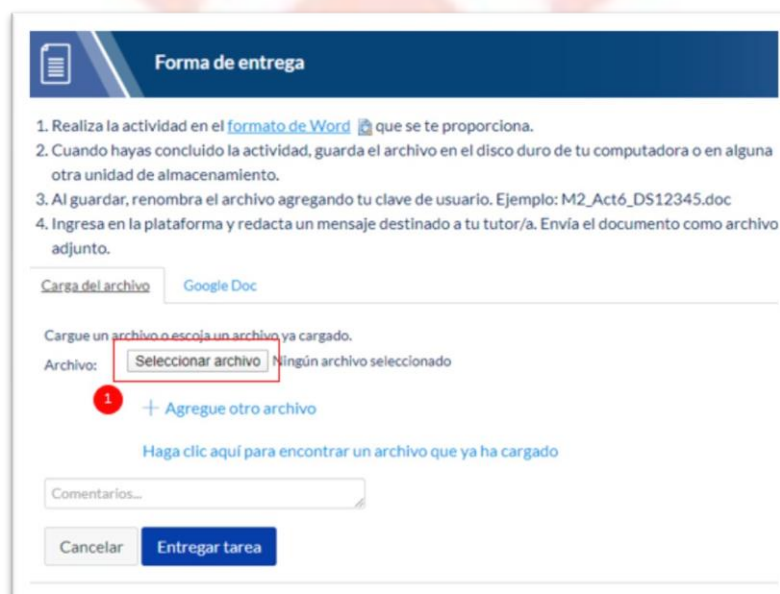 Forma de entrega
1. Realiza la actividad en el formato de Word que se te proporciona.
2. Cuando hayas concluido la actividad, guarda el archivo en el disco duro de tu computadora o en alguna
otra unidad de almacenamiento.
3. Al guardar, renombra el archivo agregando tu clave de usuario. Ejemplo: M2_Act6_DS12345.doc
4. Ingresa en la plataforma y redacta un mensaje destinado a tu tutor/a. Envía el documento como archivo
adjunto.
Carga del archivo Google Doc
Cargue un archivo o escoja un archivo ya cargado.
Archivo: Seleccionar archivo Ningún archivo seleccionado
1
+ Agregue otro archivo
Haga clic aquí para encontrar un archivo que ya ha cargado
Comentarios...
Cancelar Entregar tarea